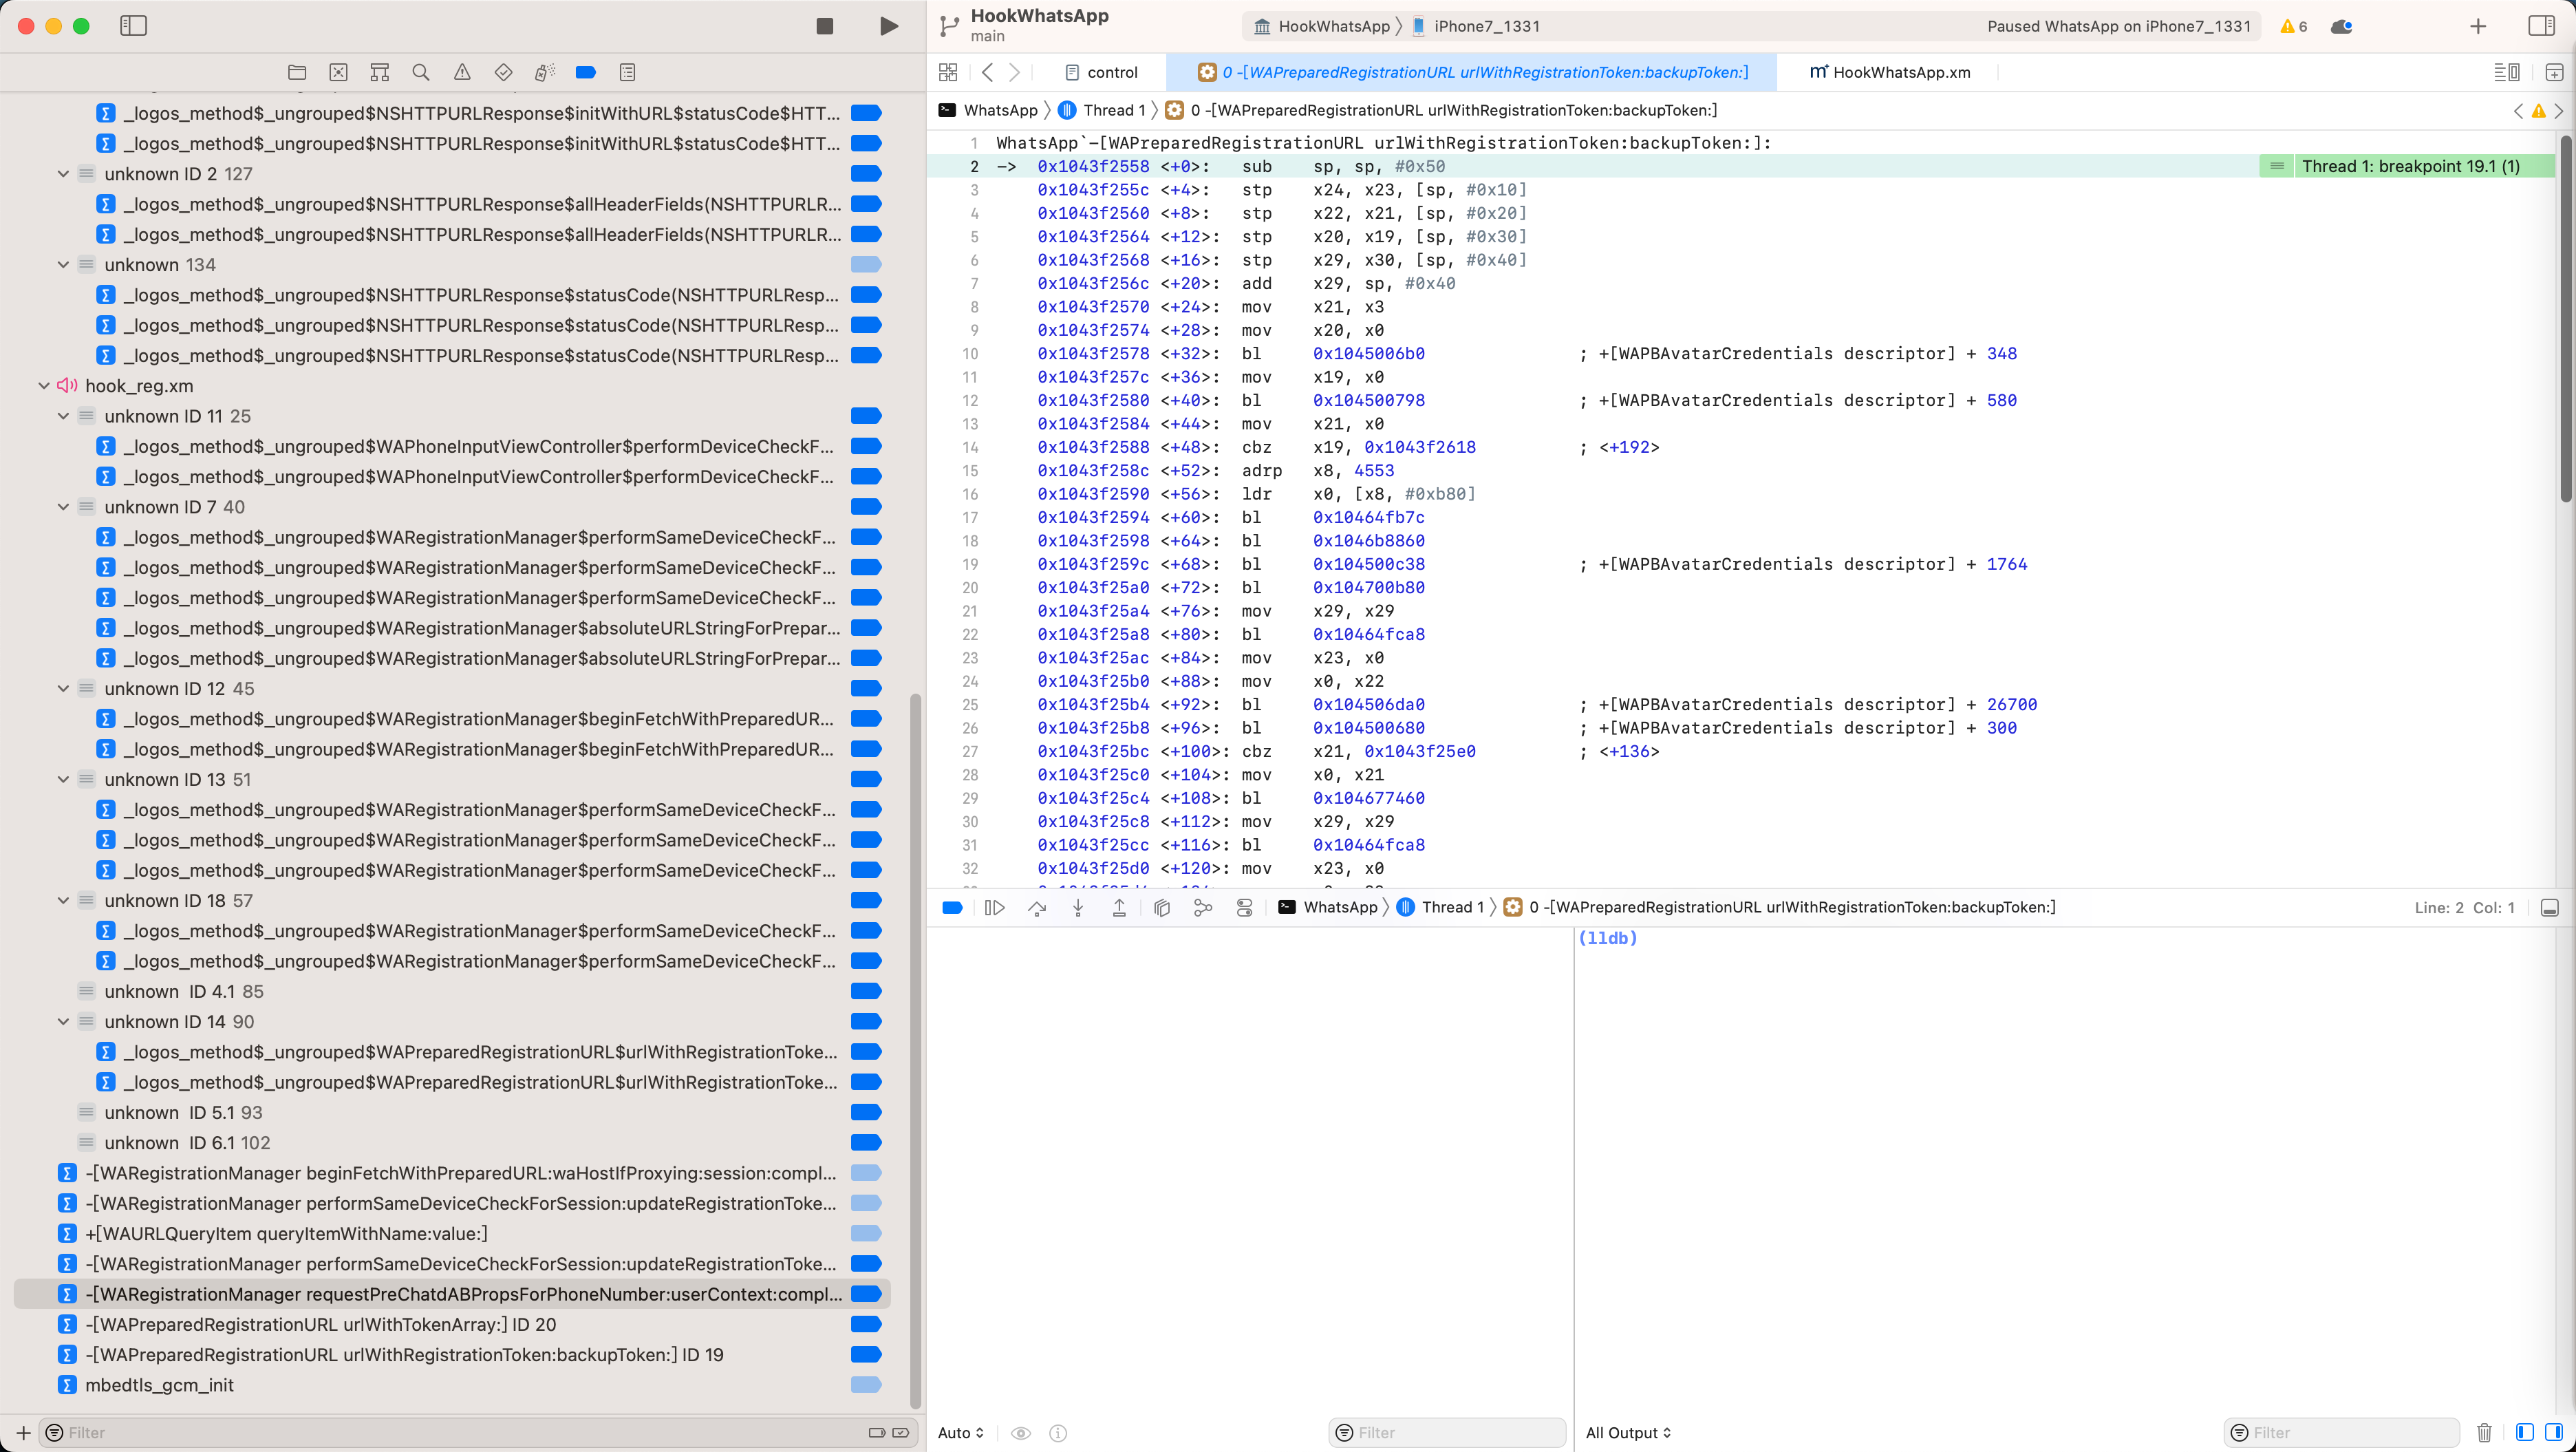 HookWhatsApp
main
HookWhatsApp 〉 iPhone7_1331
Paused WhatsApp on iPhone7_1331
6
control
0 -[WAPreparedRegistrationURL urlWithRegistrationToken:backupToken:]
HookWhatsApp.xm
WhatsApp 〉 Thread 1 〉 0 -[WAPreparedRegistrationURL urlWithRegistrationToken:backupToken:]
_logos_method$_ungrouped$NSHTTPURLResponse$initWithURL$statusCode$HTT...
_logos_method$_ungrouped$NSHTTPURLResponse$initWithURL$statusCode$HTT...
unknown ID 2 127
_logos_method$_ungrouped$NSHTTPURLResponse$allHeaderFields(NSHTTPURLR...
_logos_method$_ungrouped$NSHTTPURLResponse$allHeaderFields(NSHTTPURLR...
unknown 134
_logos_method$_ungrouped$NSHTTPURLResponse$statusCode(NSHTTPURLResp...
_logos_method$_ungrouped$NSHTTPURLResponse$statusCode(NSHTTPURLResp...
_logos_method$_ungrouped$NSHTTPURLResponse$statusCode(NSHTTPURLResp...
hook_reg.xm
unknown ID 11 25
_logos_method$_ungrouped$WAPhoneInputViewController$performDeviceCheckF...
_logos_method$_ungrouped$WAPhoneInputViewController$performDeviceCheckF...
unknown ID 7 40
_logos_method$_ungrouped$WARegistrationManager$performSameDeviceCheckF...
_logos_method$_ungrouped$WARegistrationManager$performSameDeviceCheckF...
_logos_method$_ungrouped$WARegistrationManager$performSameDeviceCheckF...
_logos_method$_ungrouped$WARegistrationManager$absoluteURLStringForPrepar...
_logos_method$_ungrouped$WARegistrationManager$absoluteURLStringForPrepar...
unknown ID 12 45
_logos_method$_ungrouped$WARegistrationManager$beginFetchWithPreparedUR...
_logos_method$_ungrouped$WARegistrationManager$beginFetchWithPreparedUR...
unknown ID 13 51
_logos_method$_ungrouped$WARegistrationManager$performSameDeviceCheckF...
_logos_method$_ungrouped$WARegistrationManager$performSameDeviceCheckF...
_logos_method$_ungrouped$WARegistrationManager$performSameDeviceCheckF...
unknown ID 18 57
_logos_method$_ungrouped$WARegistrationManager$performSameDeviceCheckF...
_logos_method$_ungrouped$WARegistrationManager$performSameDeviceCheckF...
unknown ID 4.1 85
unknown ID 14 90
_logos_method$_ungrouped$WAPreparedRegistrationURL$urlWithRegistrationToke...
_logos_method$_ungrouped$WAPreparedRegistrationURL$urlWithRegistrationToke...
unknown ID 5.1 93
unknown ID 6.1 102
-[WARegistrationManager beginFetchWithPreparedURL:waHostIfProxying:session:compl...
-[WARegistrationManager performSameDeviceCheckForSession:updateRegistrationToke...
+[WAURLQueryItem queryItemWithName:value:]
-[WARegistrationManager performSameDeviceCheckForSession:updateRegistrationToke...
-[WARegistrationManager requestPreChatdABPropsForPhoneNumber:userContext:compl...
-[WAPreparedRegistrationURL urlWithTokenArray:] ID 20
-[WAPreparedRegistrationURL urlWithRegistrationToken:backupToken:] ID 19
mbedtls_gcm_init
Filter
1 WhatsApp`-[WAPreparedRegistrationURL urlWithRegistrationToken:backupToken:]:
2 -> 0x1043f2558 <+0>: sub sp, sp, #0x50 Thread 1: breakpoint 19.1 (1)
3 0x1043f255c <+4>: stp x24, x23, [sp, #0x10]
4 0x1043f2560 <+8>: stp x22, x21, [sp, #0x20]
5 0x1043f2564 <+12>: stp x20, x19, [sp, #0x30]
6 0x1043f2568 <+16>: stp x29, x30, [sp, #0x40]
7 0x1043f256c <+20>: add x29, sp, #0x40
8 0x1043f2570 <+24>: mov x21, x3
9 0x1043f2574 <+28>: mov x20, x0
10 0x1043f2578 <+32>: bl 0x1045006b0 ; +[WAPBAvatarCredentials descriptor] + 348
11 0x1043f257c <+36>: mov x19, x0
12 0x1043f2580 <+40>: bl 0x104500798 ; +[WAPBAvatarCredentials descriptor] + 580
13 0x1043f2584 <+44>: mov x21, x0
14 0x1043f2588 <+48>: cbz x19, 0x1043f2618 ; <+192>
15 0x1043f258c <+52>: adrp x8, 4553
16 0x1043f2590 <+56>: ldr x0, [x8, #0xb80]
17 0x1043f2594 <+60>: bl 0x10464fb7c
18 0x1043f2598 <+64>: bl 0x1046b8860
19 0x1043f259c <+68>: bl 0x104500c38 ; +[WAPBAvatarCredentials descriptor] + 1764
20 0x1043f25a0 <+72>: bl 0x104700b80
21 0x1043f25a4 <+76>: mov x29, x29
22 0x1043f25a8 <+80>: bl 0x10464fca8
23 0x1043f25ac <+84>: mov x23, x0
24 0x1043f25b0 <+88>: mov x0, x22
25 0x1043f25b4 <+92>: bl 0x104506da0 ; +[WAPBAvatarCredentials descriptor] + 26700
26 0x1043f25b8 <+96>: bl 0x104500680 ; +[WAPBAvatarCredentials descriptor] + 300
27 0x1043f25bc <+100>: cbz x21, 0x1043f25e0 ; <+136>
28 0x1043f25c0 <+104>: mov x0, x21
29 0x1043f25c4 <+108>: bl 0x104677460
30 0x1043f25c8 <+112>: mov x29, x29
31 0x1043f25cc <+116>: bl 0x10464fca8
32 0x1043f25d0 <+120>: mov x23, x0
WhatsApp 〉 Thread 1 〉 0 -[WAPreparedRegistrationURL urlWithRegistrationToken:backupToken:]
Line: 2 Col: 1
(lldb)
Auto
Filter
All Output
Filter